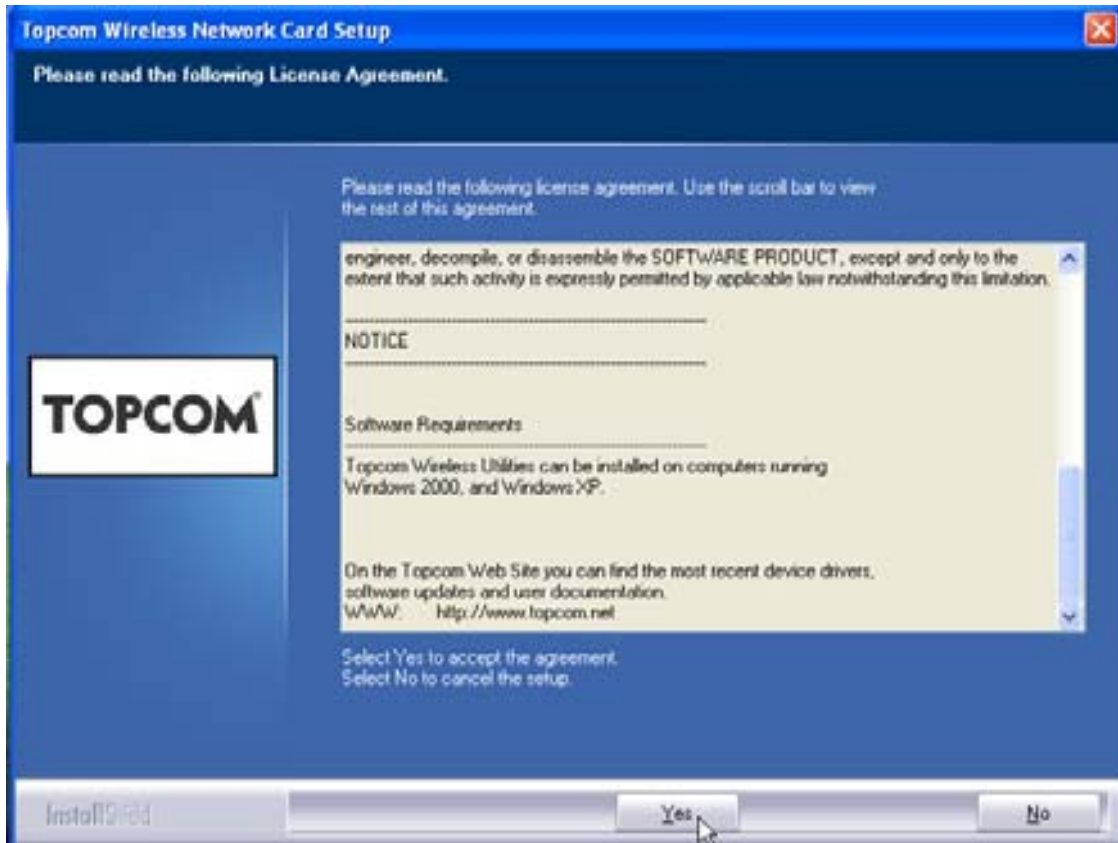 Topcom Wireless Network Card Setup
Please read the following License Agreement.
Please read the following license agreement. Use the scroll bar to view
the rest of this agreement.
engineer, decompile, or disassemble the SOFTWARE PRODUCT, except and only to the
extent that such activity is expressly permitted by applicable law notwithstanding this limitation.
NOTICE
Software Requirements
Topcom Wireless Utilities can be installed on computers running
Windows 2000, and Windows XP.
On the Topcom Web Site you can find the most recent device drivers,
software updates and user documentation.
WWW: http://www.topcom.net
TOPCOM
Select Yes to accept the agreement.
Select No to cancel the setup.
InstallShield
Yes
No